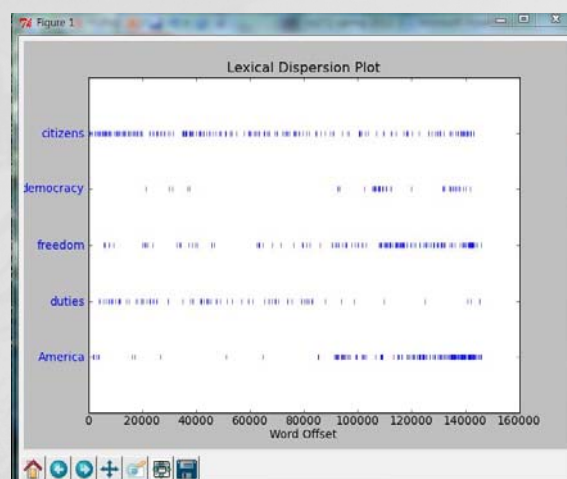 Figure 1
Lexical Dispersion Plot
citizens
democracy
freedom
duties
America
0 20000 40000 60000 80000 100000 120000 140000 160000
Word Offset